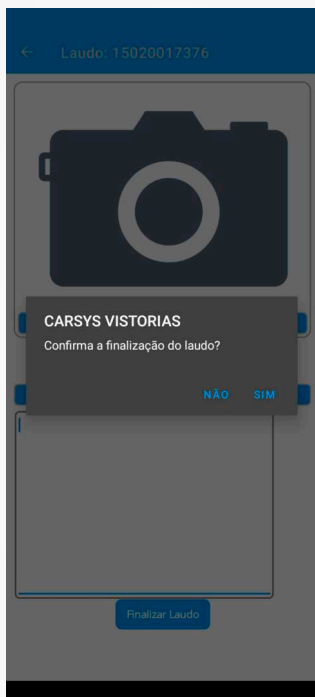 Laudo: 15020017376
CARSYS VISTORIAS
Confirma a finalização do laudo?
NÃO SIM
Finalizar Laudo